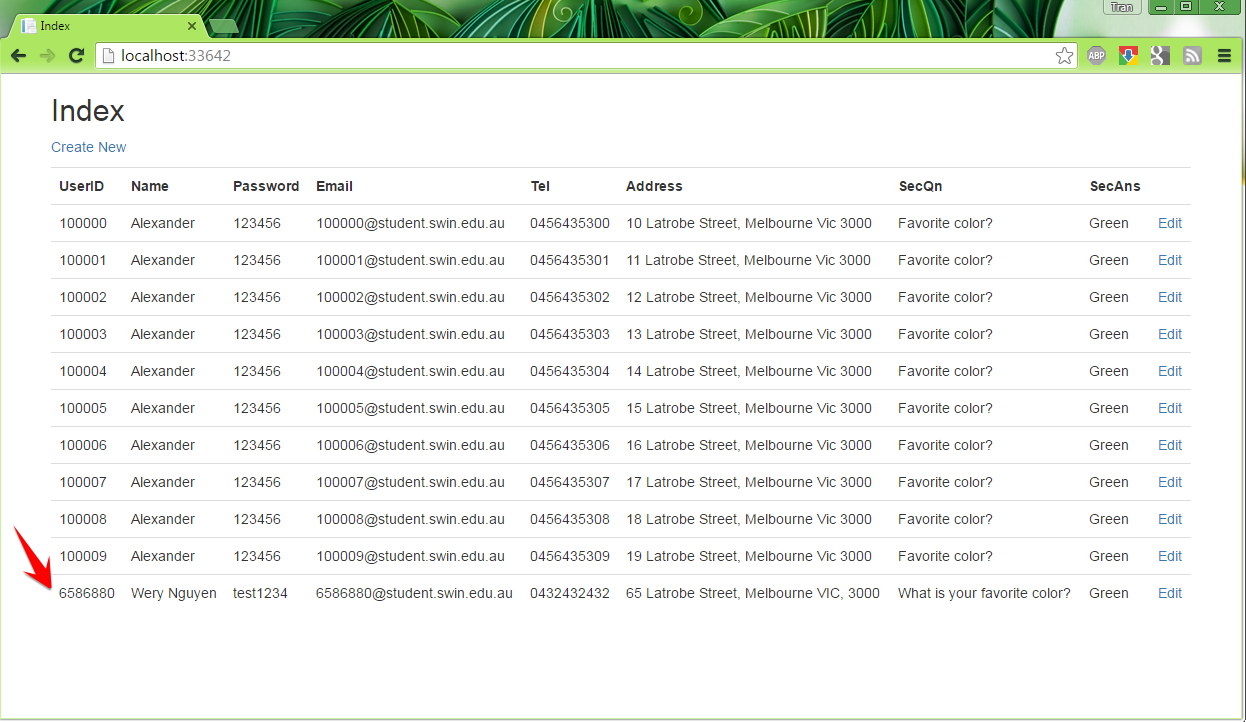 Index
Tran
localhost:33642
ABP
Index
Create New
UserID Name Password Email Tel Address SecQn SecAns
100000 Alexander 123456 100000@student.swin.edu.au 0456435300 10 Latrobe Street, Melbourne Vic 3000 Favorite color? Green Edit
100001 Alexander 123456 100001@student.swin.edu.au 0456435301 11 Latrobe Street, Melbourne Vic 3000 Favorite color? Green Edit
100002 Alexander 123456 100002@student.swin.edu.au 0456435302 12 Latrobe Street, Melbourne Vic 3000 Favorite color? Green Edit
100003 Alexander 123456 100003@student.swin.edu.au 0456435303 13 Latrobe Street, Melbourne Vic 3000 Favorite color? Green Edit
100004 Alexander 123456 100004@student.swin.edu.au 0456435304 14 Latrobe Street, Melbourne Vic 3000 Favorite color? Green Edit
100005 Alexander 123456 100005@student.swin.edu.au 0456435305 15 Latrobe Street, Melbourne Vic 3000 Favorite color? Green Edit
100006 Alexander 123456 100006@student.swin.edu.au 0456435306 16 Latrobe Street, Melbourne Vic 3000 Favorite color? Green Edit
100007 Alexander 123456 100007@student.swin.edu.au 0456435307 17 Latrobe Street, Melbourne Vic 3000 Favorite color? Green Edit
100008 Alexander 123456 100008@student.swin.edu.au 0456435308 18 Latrobe Street, Melbourne Vic 3000 Favorite color? Green Edit
100009 Alexander 123456 100009@student.swin.edu.au 0456435309 19 Latrobe Street, Melbourne Vic 3000 Favorite color? Green Edit
6586880 Wery Nguyen test1234 6586880@student.swin.edu.au 0432432432 65 Latrobe Street, Melbourne VIC, 3000 What is your favorite color? Green Edit